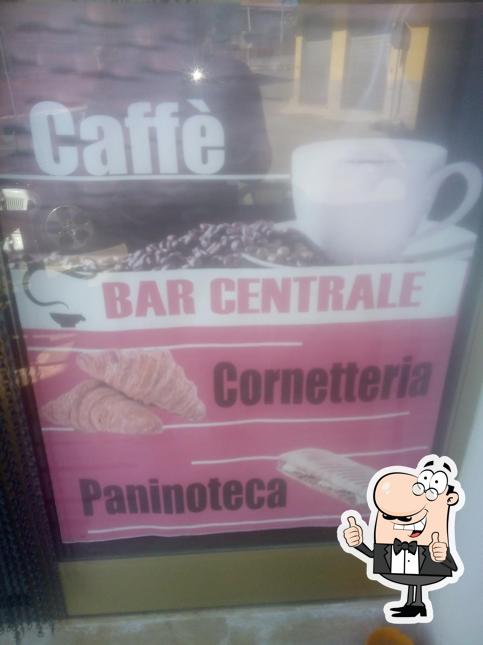 Caffè
BAR CENTRALE
Cornetteria
Paninoteca